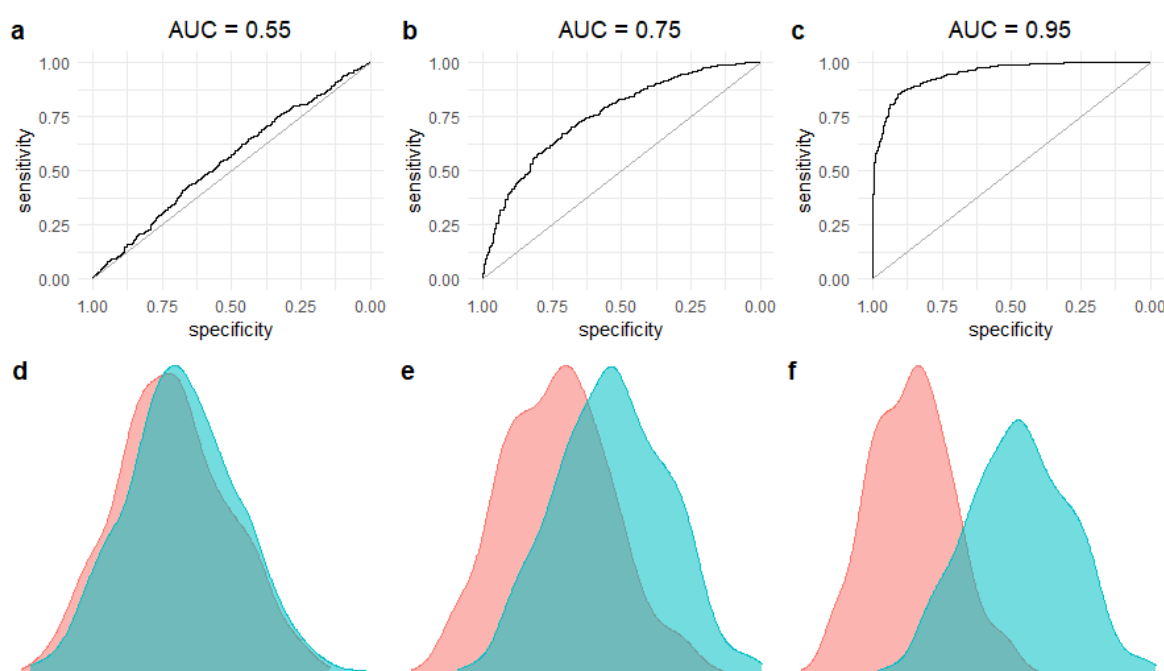 a AUC = 0.55
b AUC = 0.75
c AUC = 0.95
1.00 1.00 1.00
0.75 0.75 0.75
sensitivity sensitivity sensitivity
0.50 0.50 0.50
0.25 0.25 0.25
0.00 0.00 0.00
1.00 0.75 0.50 0.25 0.00 1.00 0.75 0.50 0.25 0.00 1.00 0.75 0.50 0.25 0.00
specificity specificity specificity
d e f